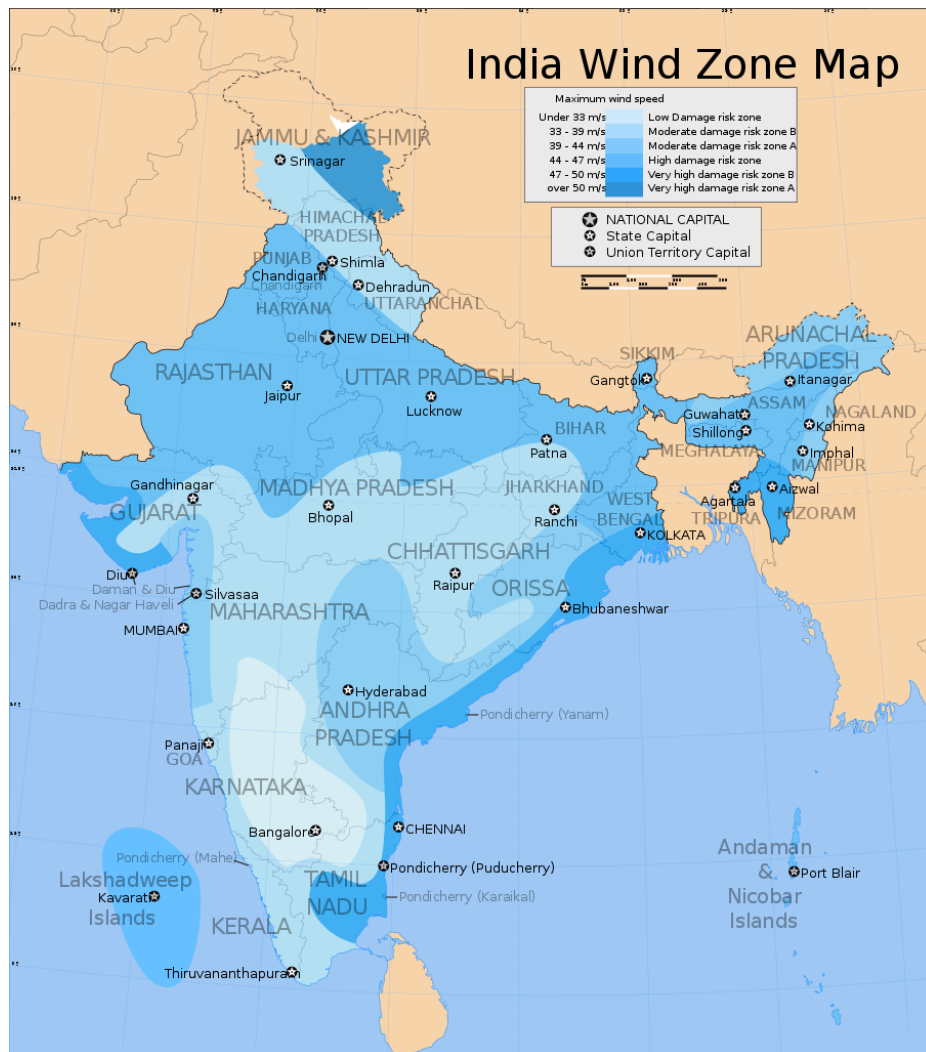 India Wind Zone Map
Maximum wind speed
Under 33 m/s Low Damage risk zone
33 - 39 m/s Moderate damage risk zone B
39 - 44 m/s Moderate damage risk zone A
44 - 47 m/s High damage risk zone
47 - 50 m/s Very high damage risk zone B
over 50 m/s Very high damage risk zone A
NATIONAL CAPITAL
State Capital
Union Territory Capital
JAMMU & KASHMIR
Srinagar
HIMACHAL
PRADESH
PUNJAB
Shimla
Chandigarh
Chandigarh
Dehradun
UTTARANCHAL
HARYANA
Delhi
NEW DELHI
RAJASTHAN
Jaipur
UTTAR PRADESH
Lucknow
SIKKIM
Gangtok
ARUNACHAL
PRADESH
Itanagar
ASSAM
Guwahati
NAGALAND
Kohima
Shillong
MEGHALAYA
Imphal
MANIPUR
BIHAR
Patna
Gandhinagar
GUJARAT
MADHYA PRADESH
Bhopal
JHARKHAND
Ranchi
WEST
BENGAL
KOLKATA
Agartala
TRIPURA
Aizwal
MIZORAM
CHHATTISGARH
Raipur
ORISSA
Bhubaneshwar
Diu
Daman & Diu
Dadra & Nagar Haveli
Silvasaa
MAHARASHTRA
MUMBAI
Hyderabad
ANDHRA
PRADESH
Pondicherry (Yanam)
Panaji
GOA
KARNATAKA
Bangalore
CHENNAI
Pondicherry (Mahe)
Pondicherry (Puducherry)
TAMIL
NADU
Pondicherry (Karaikal)
Lakshadweep
Kavarati
Islands
KERALA
Thiruvananthapuram
Andaman
&
Nicobar
Islands
Port Blair